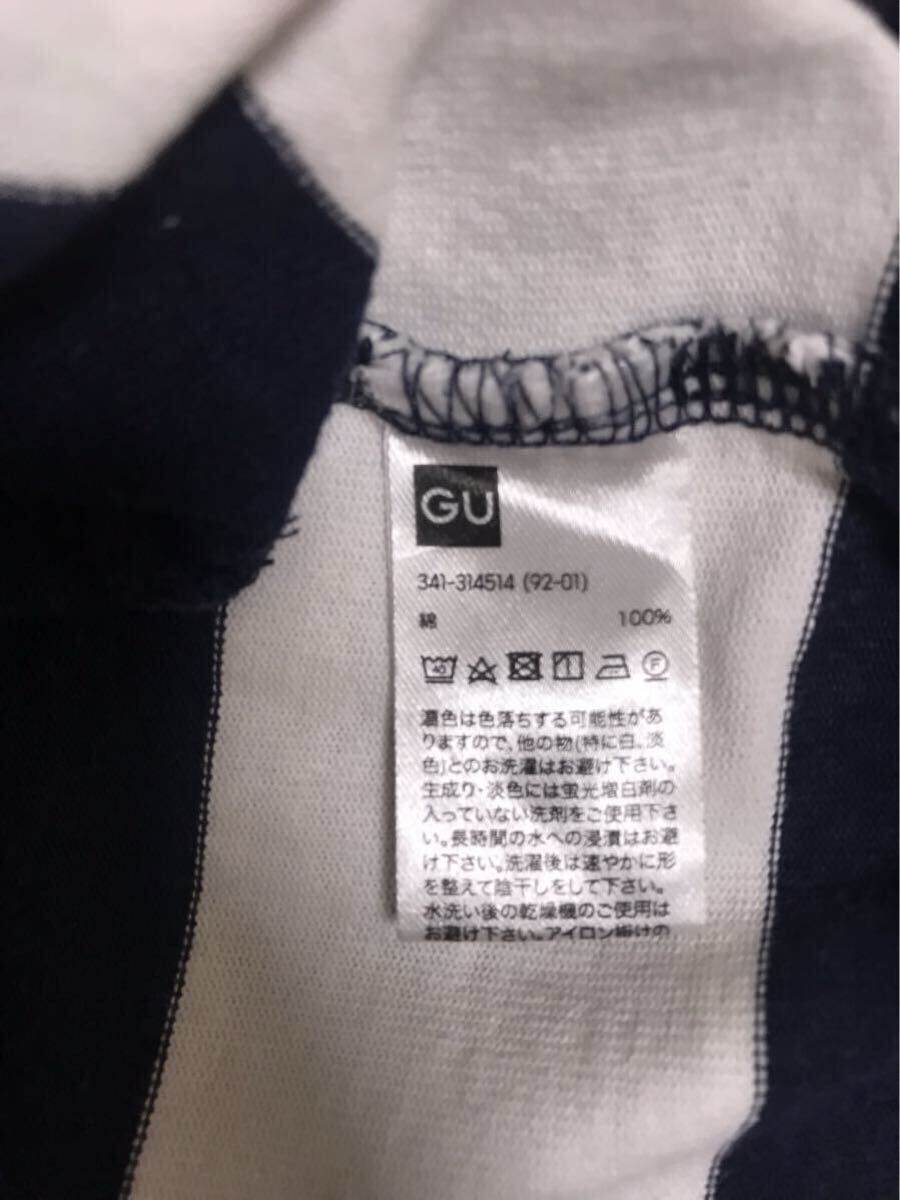 GU
341-314514 (92-01)
綿 100%
40 F
濃色は色落ちする可能性があ
りますので、他の物(特に白、淡
色)とのお洗濯はお避け下さい。
生成り・淡色には蛍光増白剤の
入っていない洗剤をご使用下さ
い。長時間の水への浸漬はお避
け下さい。洗濯後は速やかに形
を整えて陰干しをして下さい。
水洗い後の乾燥機のご使用は
お避け下さい。アイロン掛けの